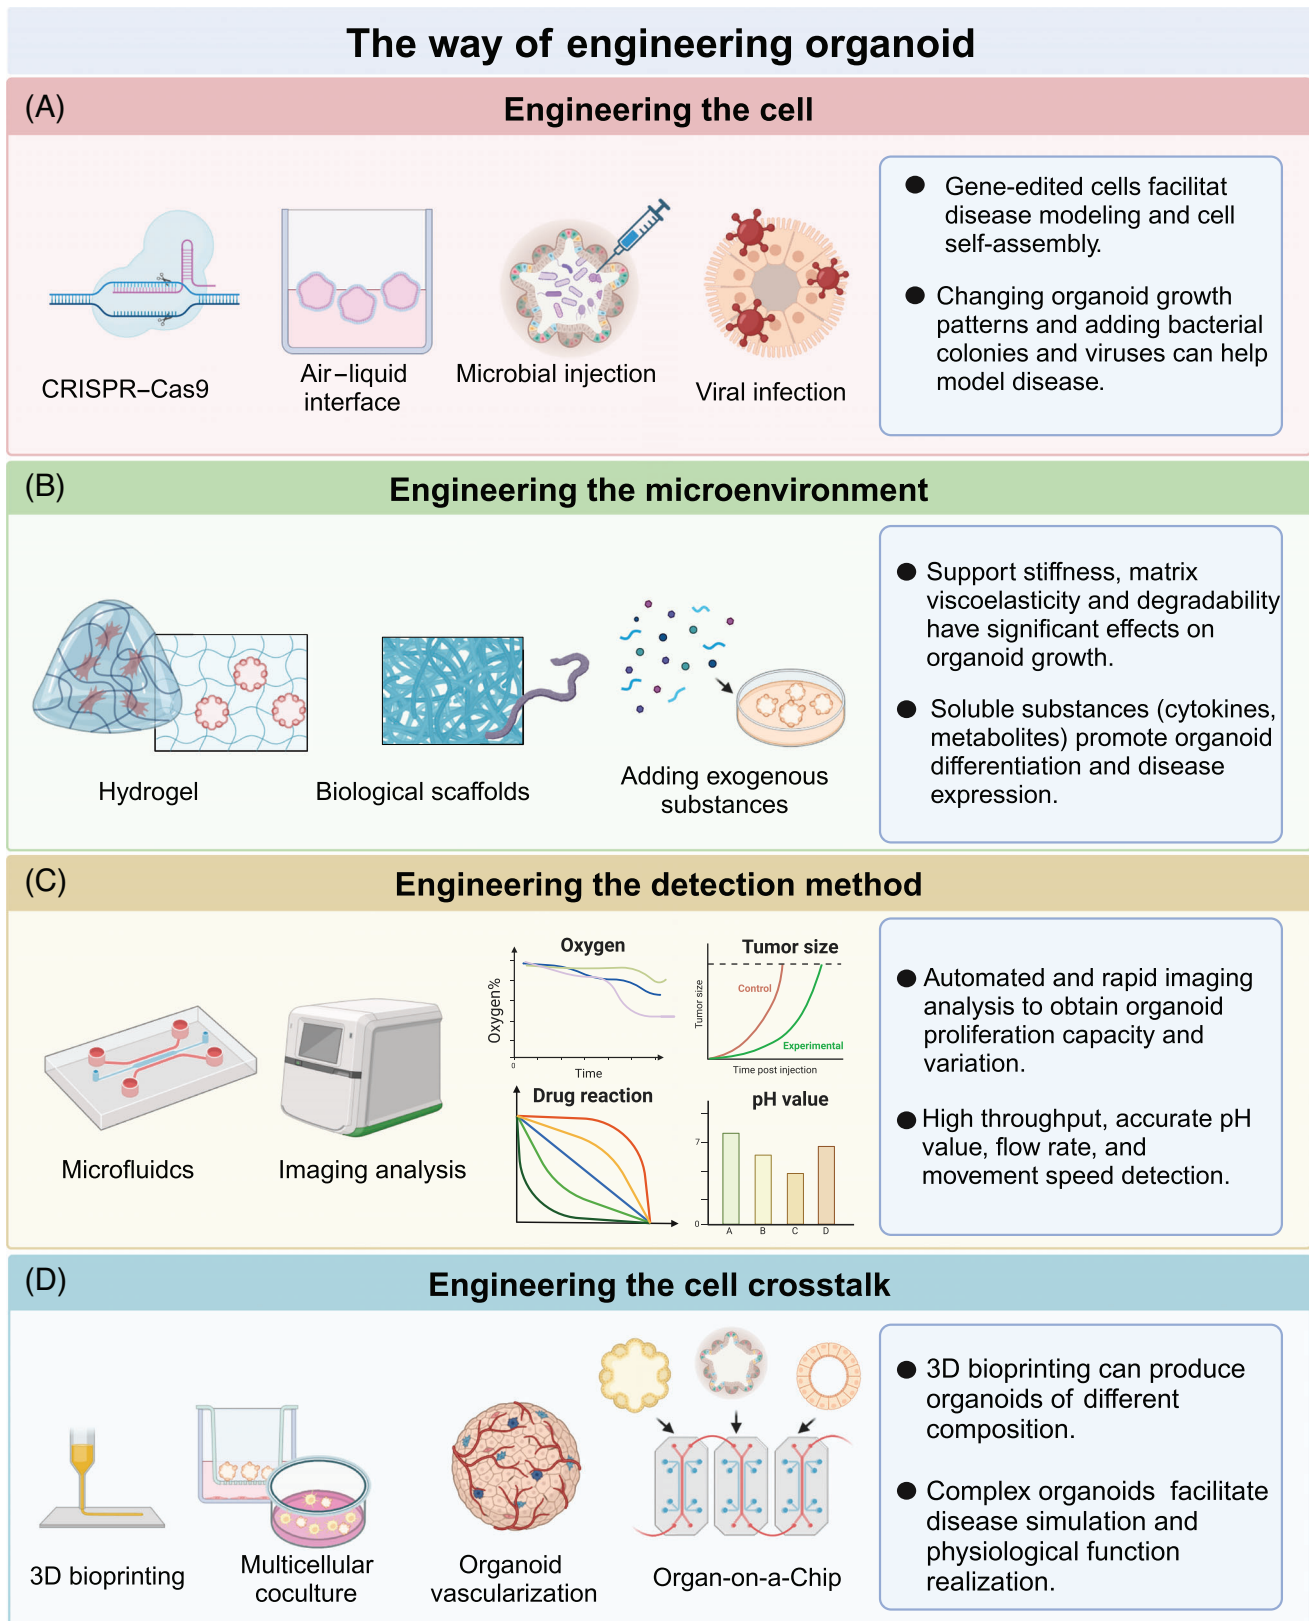 The way of engineering organoid
(A)
Engineering the cell
CRISPR–Cas9
Air–liquid
interface
Microbial injection
Viral infection
● Gene-edited cells facilitat
disease modeling and cell
self-assembly.
● Changing organoid growth
patterns and adding bacterial
colonies and viruses can help
model disease.
(B)
Engineering the microenvironment
Hydrogel
Biological scaffolds
Adding exogenous
substances
● Support stiffness, matrix
viscoelasticity and degradability
have significant effects on
organoid growth.
● Soluble substances (cytokines,
metabolites) promote organoid
differentiation and disease
expression.
(C)
Engineering the detection method
Microfluidcs
Imaging analysis
Oxygen
Oxygen%
0
Time
Tumor size
Tumor size
Control
Experimental
Time post injection
Drug reaction
pH value
7
0
A B C D
● Automated and rapid imaging
analysis to obtain organoid
proliferation capacity and
variation.
● High throughput, accurate pH
value, flow rate, and
movement speed detection.
(D)
Engineering the cell crosstalk
3D bioprinting
Multicellular
coculture
Organoid
vascularization
Organ-on-a-Chip
● 3D bioprinting can produce
organoids of different
composition.
● Complex organoids facilitate
disease simulation and
physiological function
realization.